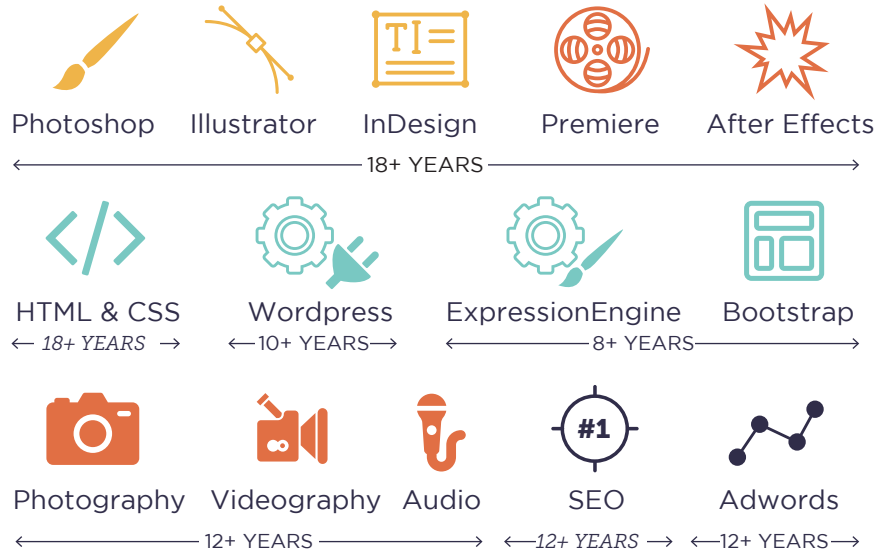 TI
Photoshop Illustrator InDesign Premiere After Effects
18+ YEARS
HTML & CSS Wordpress ExpressionEngine Bootstrap
18+ YEARS 10+ YEARS 8+ YEARS
#1
Photography Videography Audio SEO Adwords
12+ YEARS 12+ YEARS 12+ YEARS